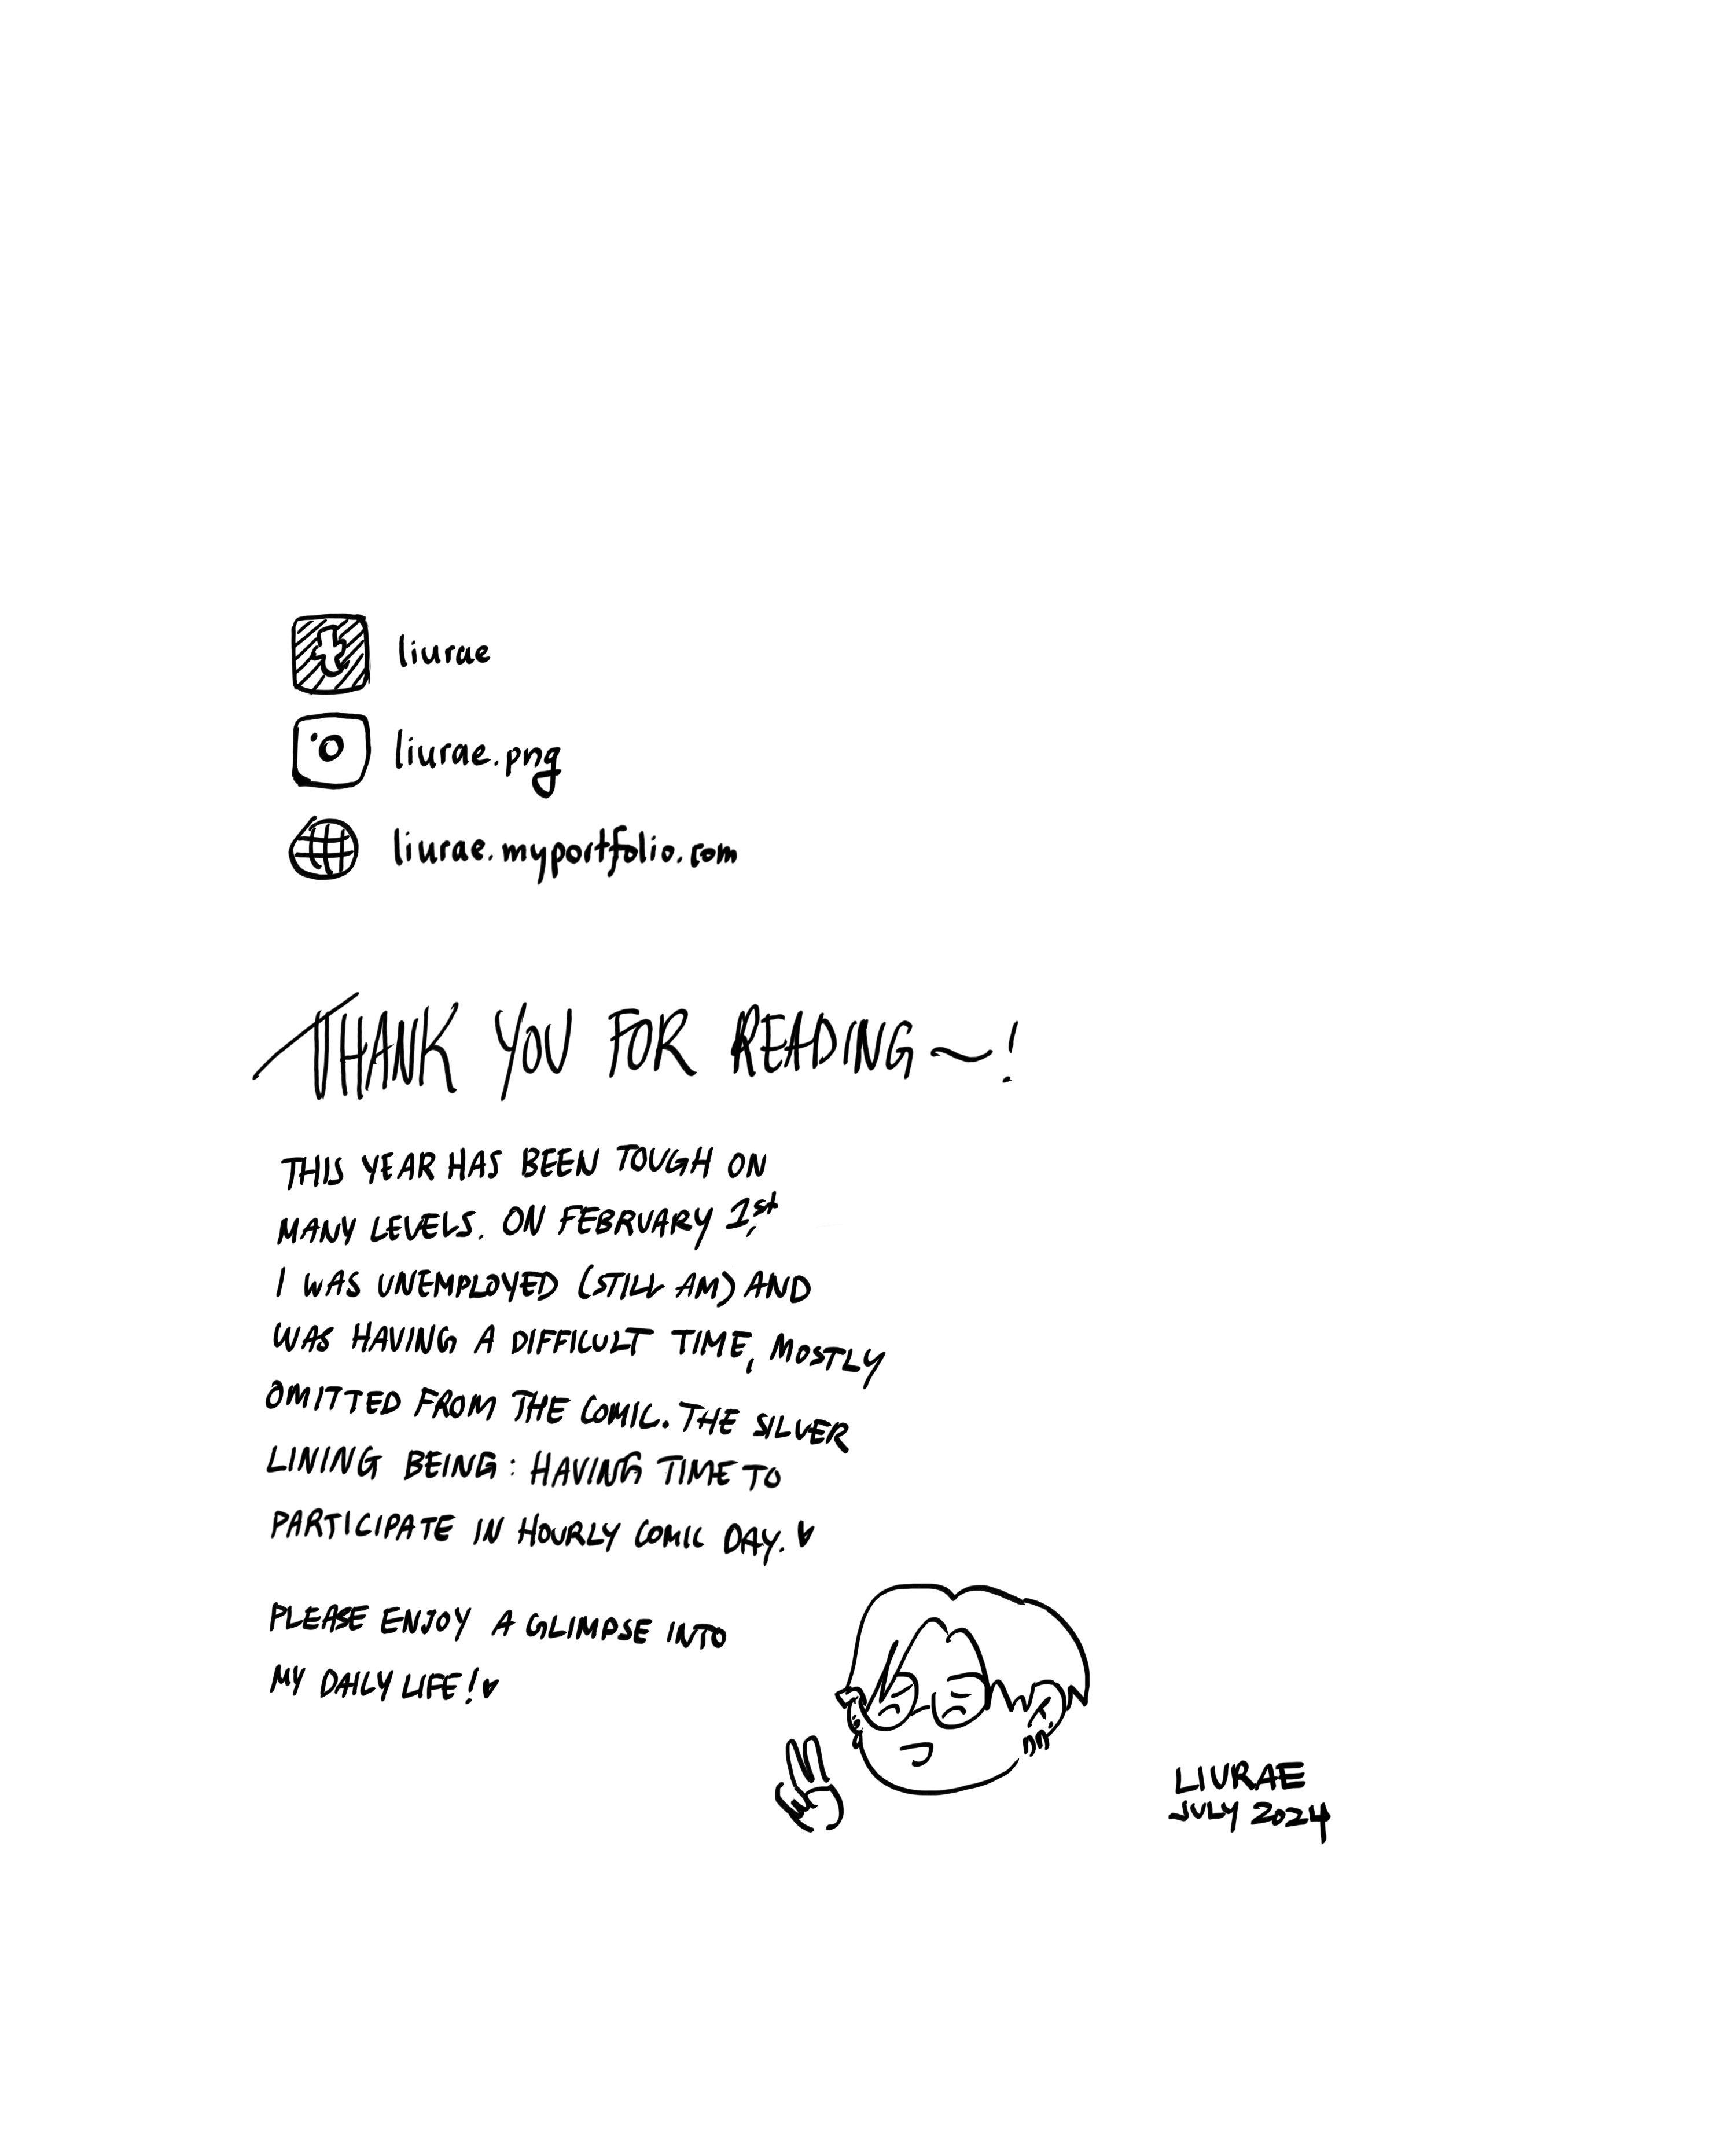 liurae
liurae.png
liurae.myportfolio.com
THANK YOU FOR READING~!
THIS YEAR HAS BEEN TOUGH ON
MANY LEVELS. ON FEBRUARY 1st
I WAS UNEMPLOYED (STILL AM) AND
WAS HAVING A DIFFICULT TIME, MOSTLY
OMITTED FROM THE COMIC. THE SILVER
LINING BEING: HAVING TIME TO
PARTICIPATE IN HOURLY COMIC DAY. ♥
PLEASE ENJOY A GLIMPSE INTO
MY DAILY LIFE! ♥
LIURAE
JULY 2024